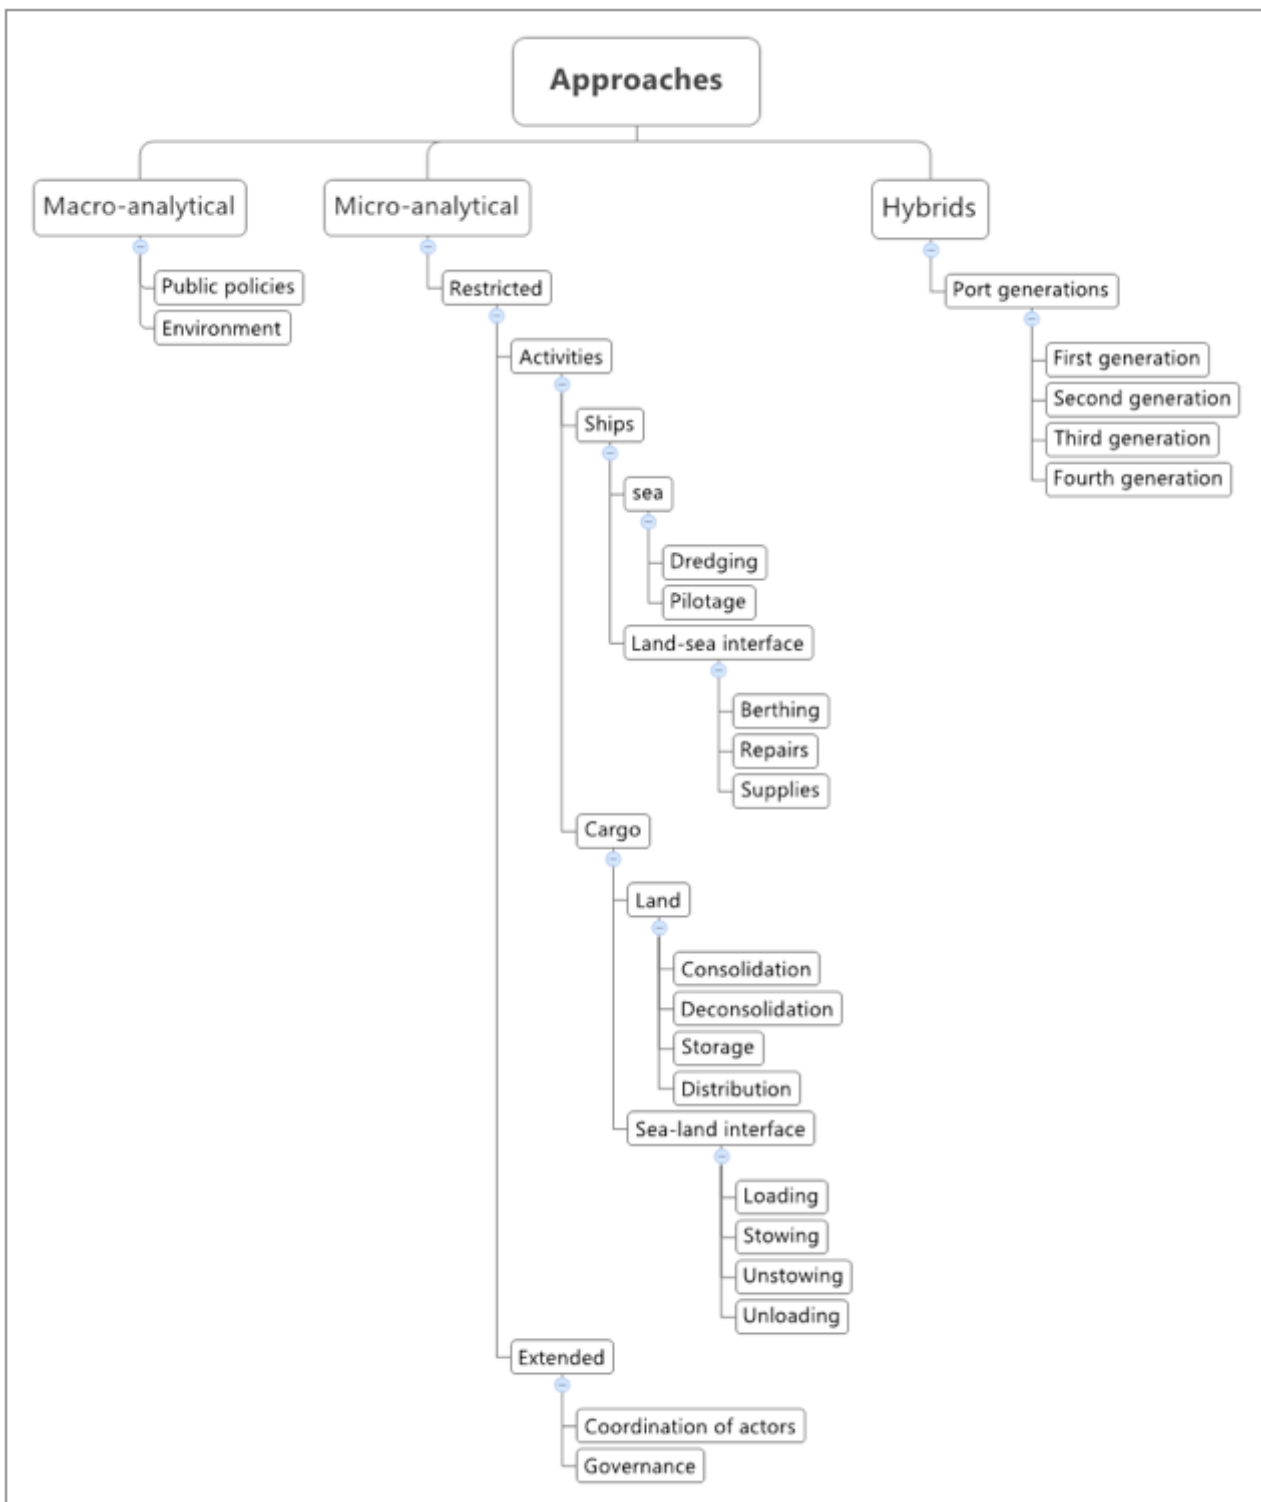 Approaches
Macro-analytical
Public policies
Environment
Micro-analytical
Restricted
Activities
Ships
sea
Dredging
Pilotage
Land-sea interface
Berthing
Repairs
Supplies
Cargo
Land
Consolidation
Deconsolidation
Storage
Distribution
Sea-land interface
Loading
Stowing
Unstowing
Unloading
Extended
Coordination of actors
Governance
Hybrids
Port generations
First generation
Second generation
Third generation
Fourth generation